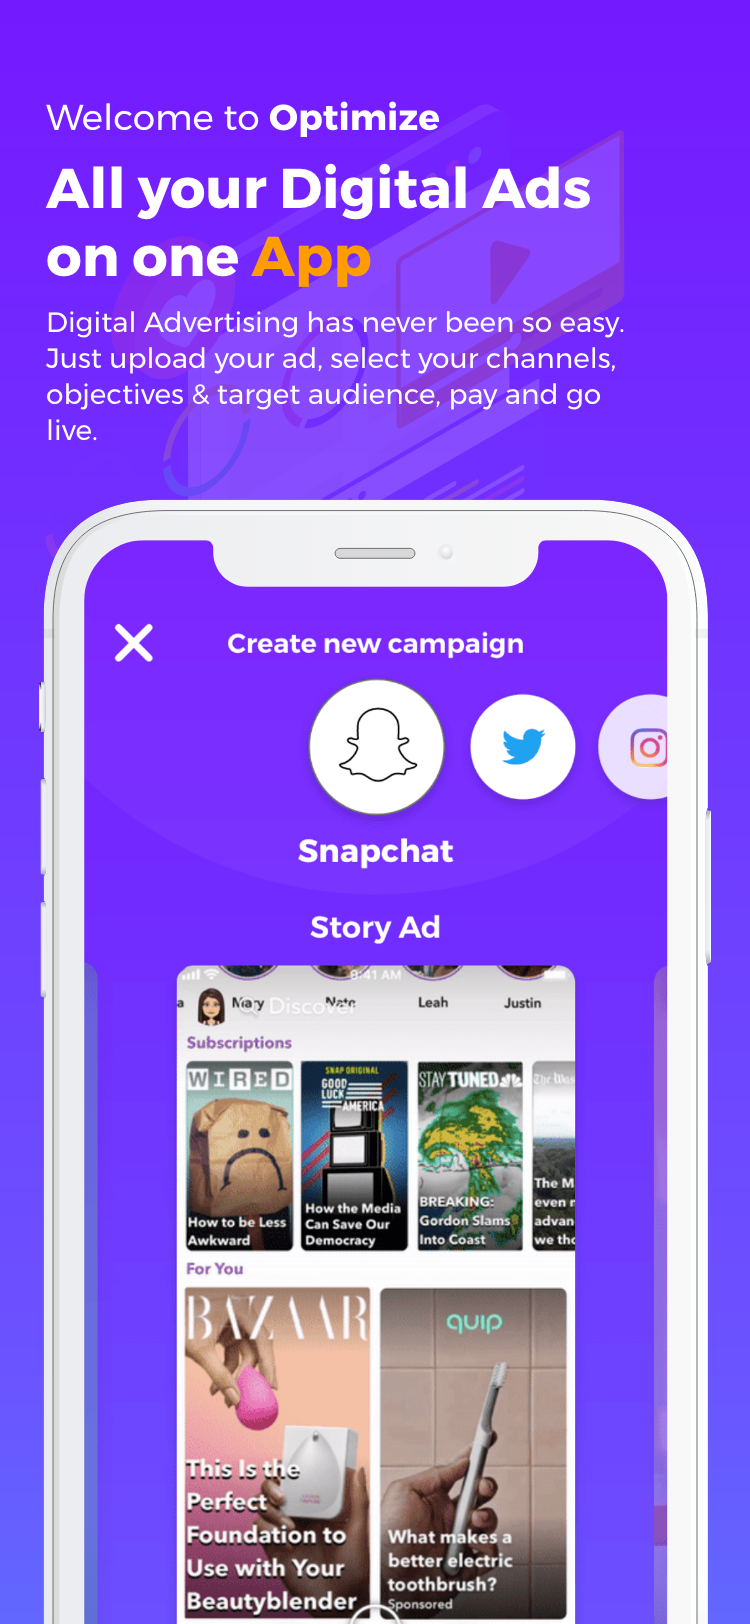 Welcome to Optimize
All your Digital Ads
on one App
Digital Advertising has never been so easy.
Just upload your ad, select your channels,
objectives & target audience, pay and go
live.
Create new campaign
Snapchat
Story Ad
9:41 AM
a Mary Nate Leah Justin
Discover
Subscriptions
WIRED
How to be Less
Awkward
SNAP ORIGINAL
GOOD
LUCK
AMERICA
How the Media
Can Save Our
Democracy
STAY TUNED
BREAKING:
Gordon Slams
Into Coast
The Was
The M
even
advan
we tho
For You
BAZAAR
This Is the
Perfect
Foundation to
Use with Your
Beautyblender
quip
What makes a
better electric
toothbrush?
Sponsored